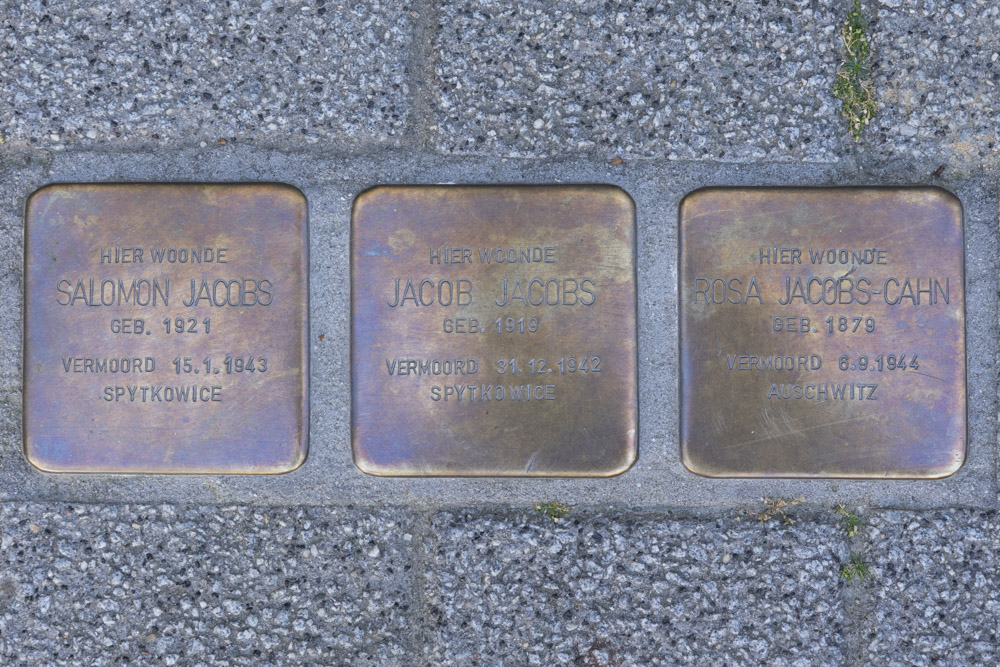 HIER WOONDE
SALOMON JACOBS
GEB. 1921
VERMOORD 15.1.1943
SPYTKOWICE
HIER WOONDE
JACOB JACOBS
GEB. 1919
VERMOORD 31.12.1942
SPYTKOWICE
HIER WOONDE
ROSA JACOBS-CAHN
GEB. 1879
VERMOORD 6.9.1944
AUSCHWITZ